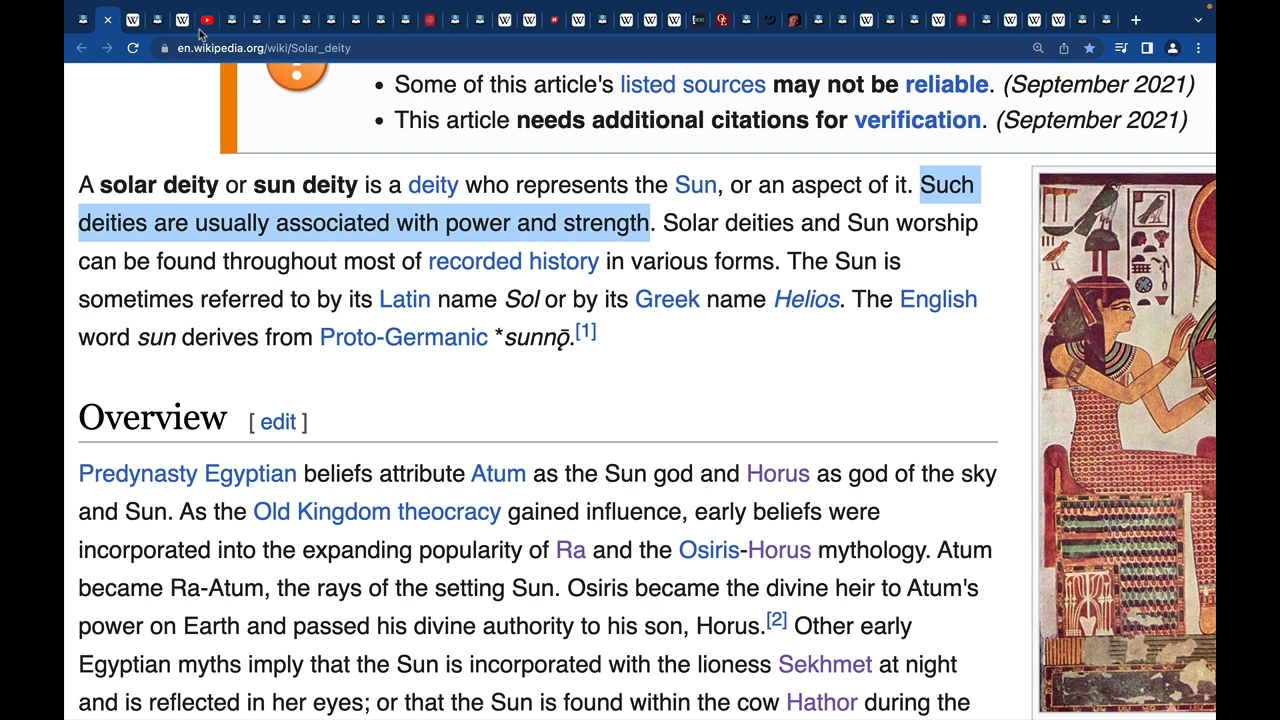 en.wikipedia.org/wiki/Solar_deity
• Some of this article's listed sources may not be reliable. (September 2021)
• This article needs additional citations for verification. (September 2021)
A solar deity or sun deity is a deity who represents the Sun, or an aspect of it. Such
deities are usually associated with power and strength. Solar deities and Sun worship
can be found throughout most of recorded history in various forms. The Sun is
sometimes referred to by its Latin name Sol or by its Greek name Helios. The English
word sun derives from Proto-Germanic *sunnǭ.[1]
Overview [ edit ]
Predynasty Egyptian beliefs attribute Atum as the Sun god and Horus as god of the sky
and Sun. As the Old Kingdom theocracy gained influence, early beliefs were
incorporated into the expanding popularity of Ra and the Osiris-Horus mythology. Atum
became Ra-Atum, the rays of the setting Sun. Osiris became the divine heir to Atum's
power on Earth and passed his divine authority to his son, Horus.[2] Other early
Egyptian myths imply that the Sun is incorporated with the lioness Sekhmet at night
and is reflected in her eyes; or that the Sun is found within the cow Hathor during the